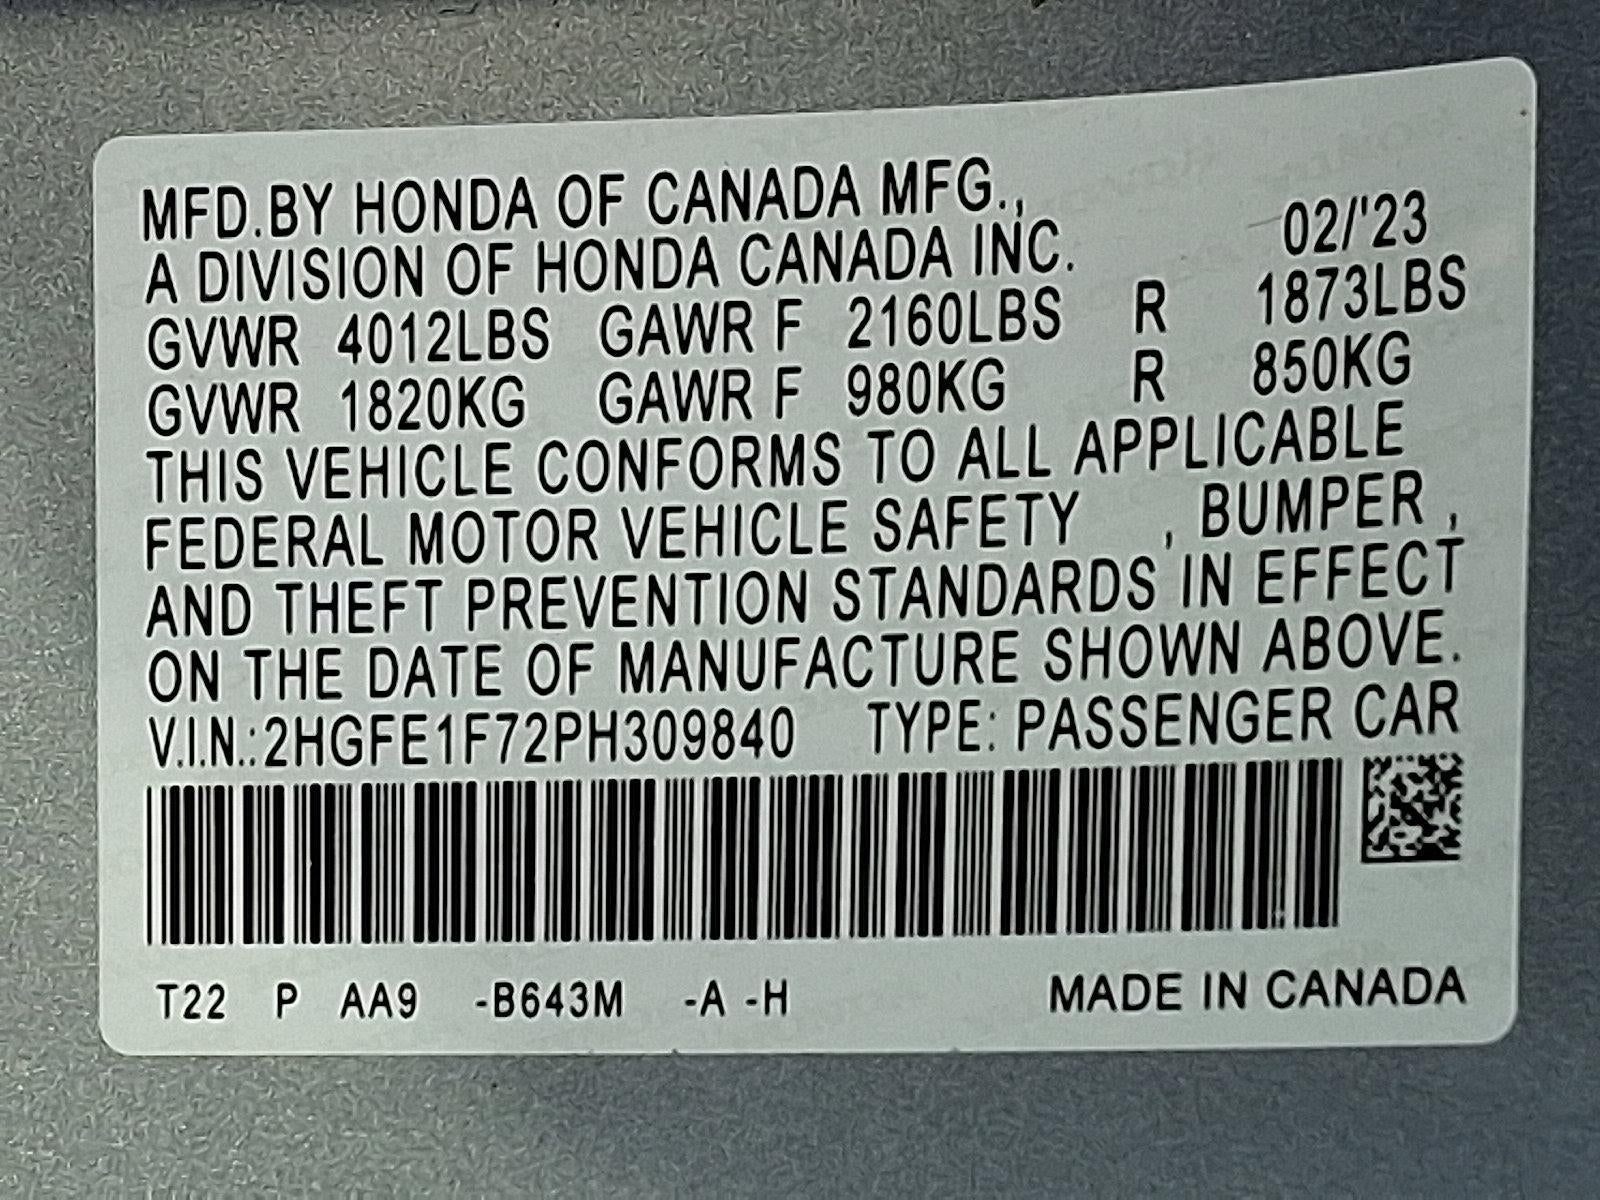 MFD.BY HONDA OF CANADA MFG.,
A DIVISION OF HONDA CANADA INC. 02/'23
GVWR 4012LBS GAWR F 2160LBS R 1873LBS
GVWR 1820KG GAWR F 980KG R 850KG
THIS VEHICLE CONFORMS TO ALL APPLICABLE
FEDERAL MOTOR VEHICLE SAFETY , BUMPER ,
AND THEFT PREVENTION STANDARDS IN EFFECT
ON THE DATE OF MANUFACTURE SHOWN ABOVE.
V.I.N.:2HGFE1F72PH309840 TYPE: PASSENGER CAR
T22 P AA9 -B643M -A -H MADE IN CANADA